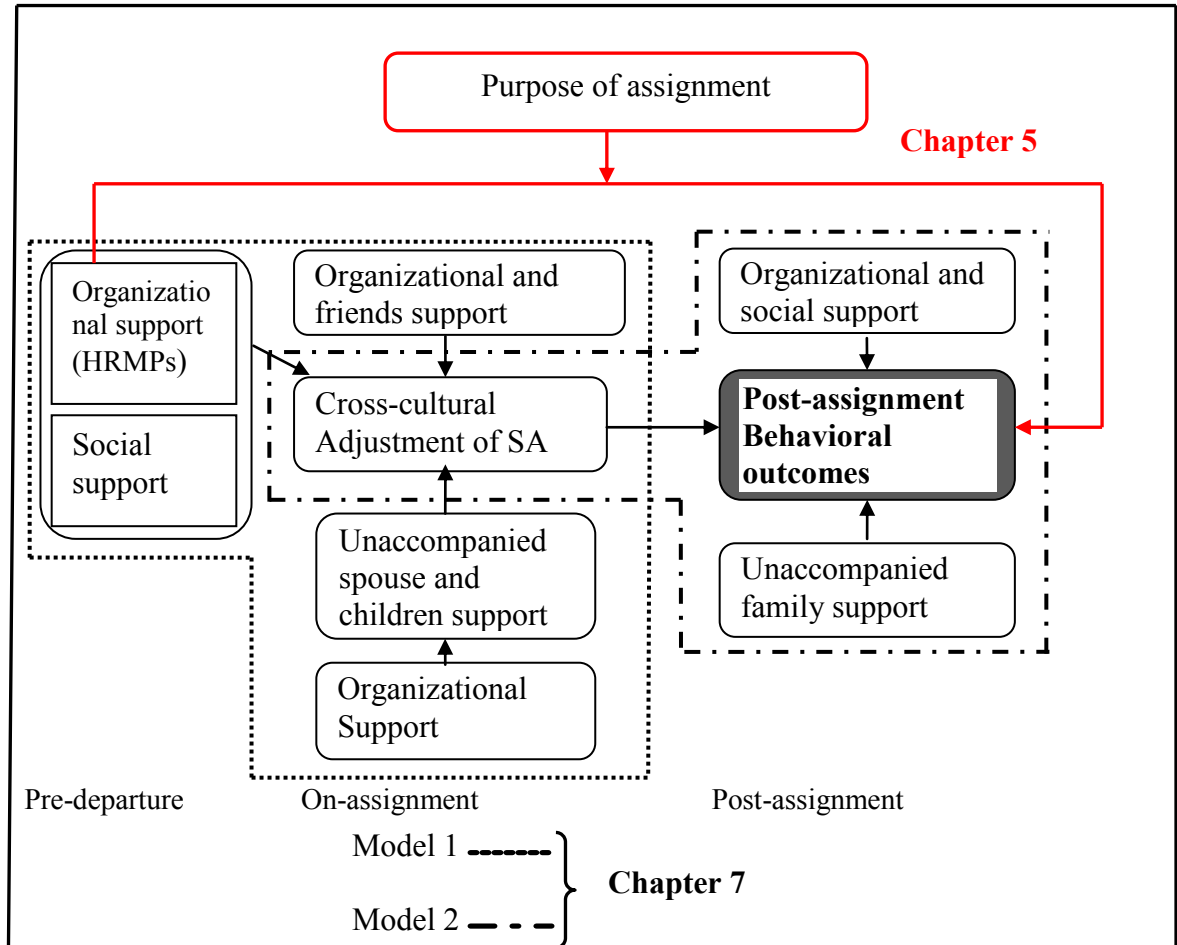 Purpose of assignment
Chapter 5
Organizatio
nal support
(HRMPs)
Social
support
Organizational and
friends support
Cross-cultural
Adjustment of SA
Unaccompanied
spouse and
children support
Organizational
Support
Organizational and
social support
Post-assignment
Behavioral
outcomes
Unaccompanied
family support
Pre-departure
On-assignment
Post-assignment
Model 1
Model 2
Chapter 7